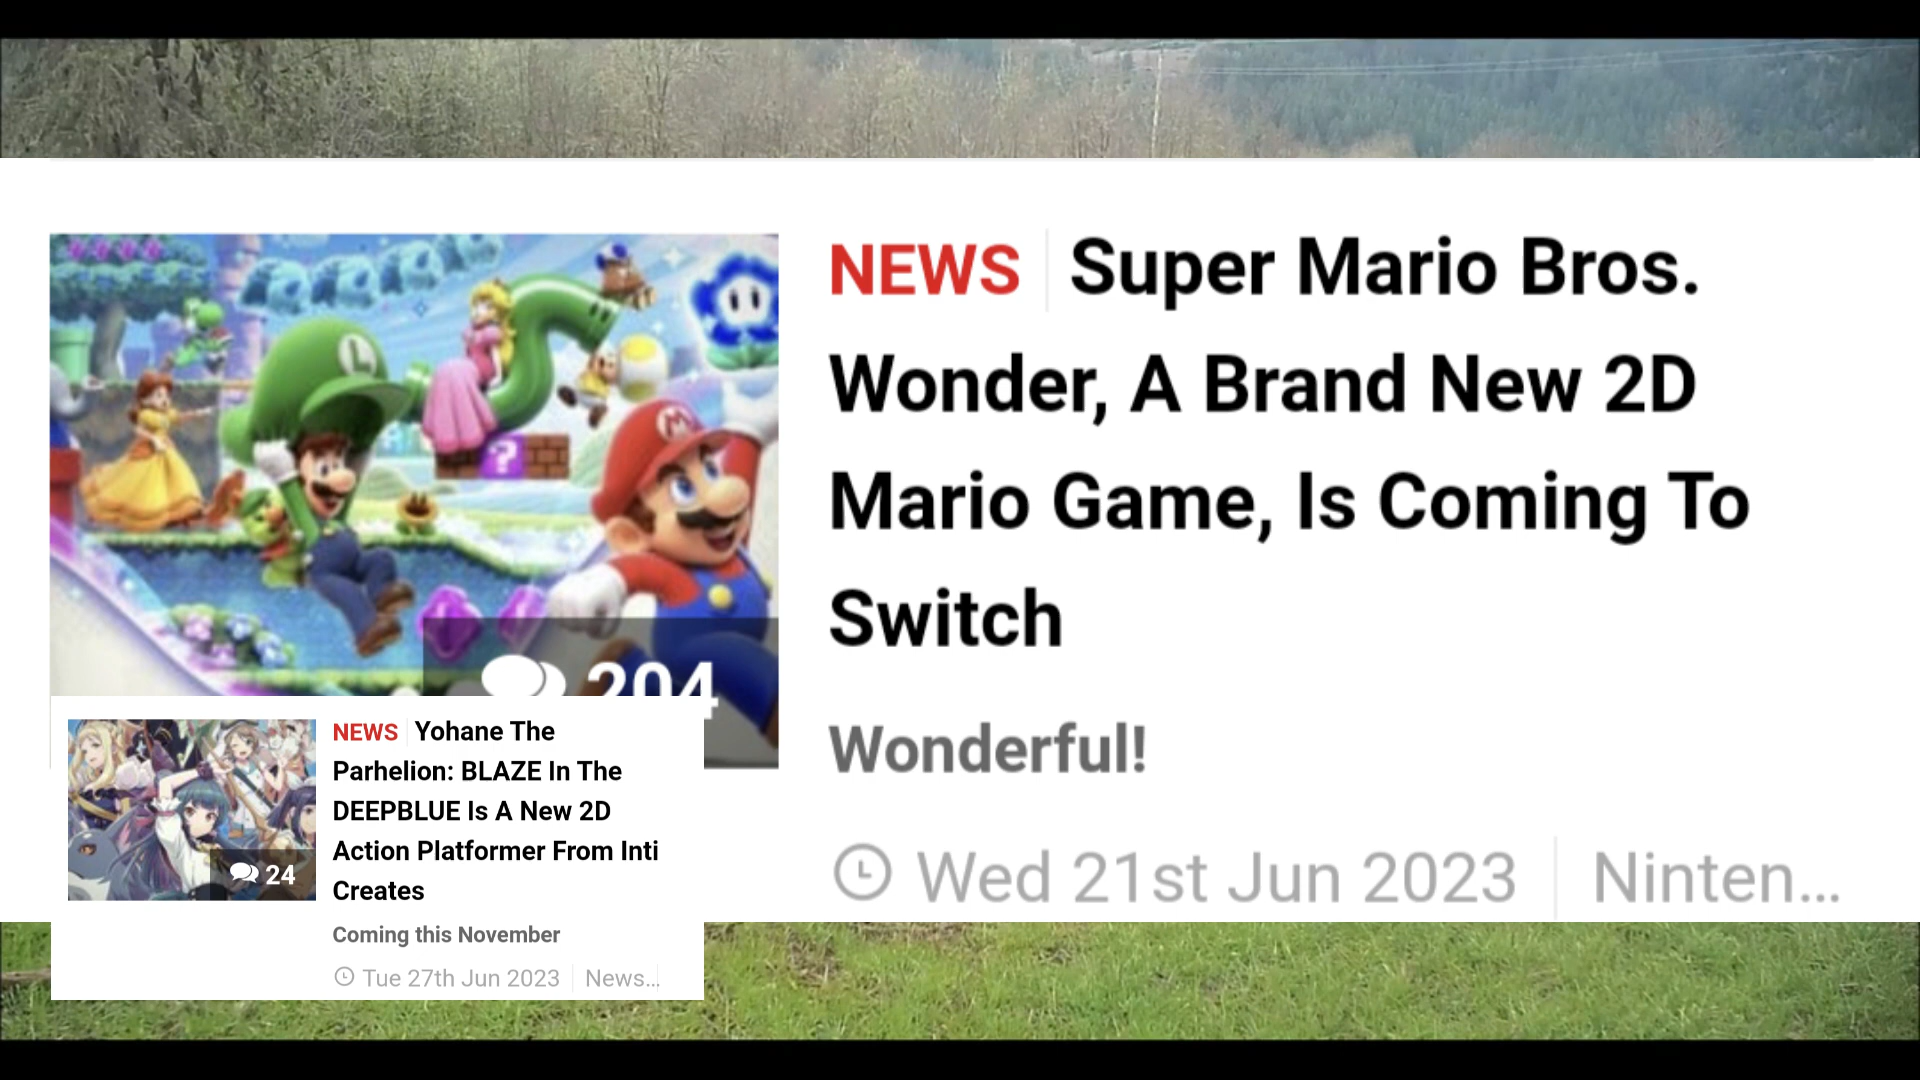 NEWS Super Mario Bros.
Wonder, A Brand New 2D
Mario Game, Is Coming To
Switch
Wonderful!
Wed 21st Jun 2023 Ninten...
L
M
?
204
NEWS Yohane The
Parhelion: BLAZE In The
DEEPBLUE Is A New 2D
Action Platformer From Inti
Creates
Coming this November
Tue 27th Jun 2023 News...
24